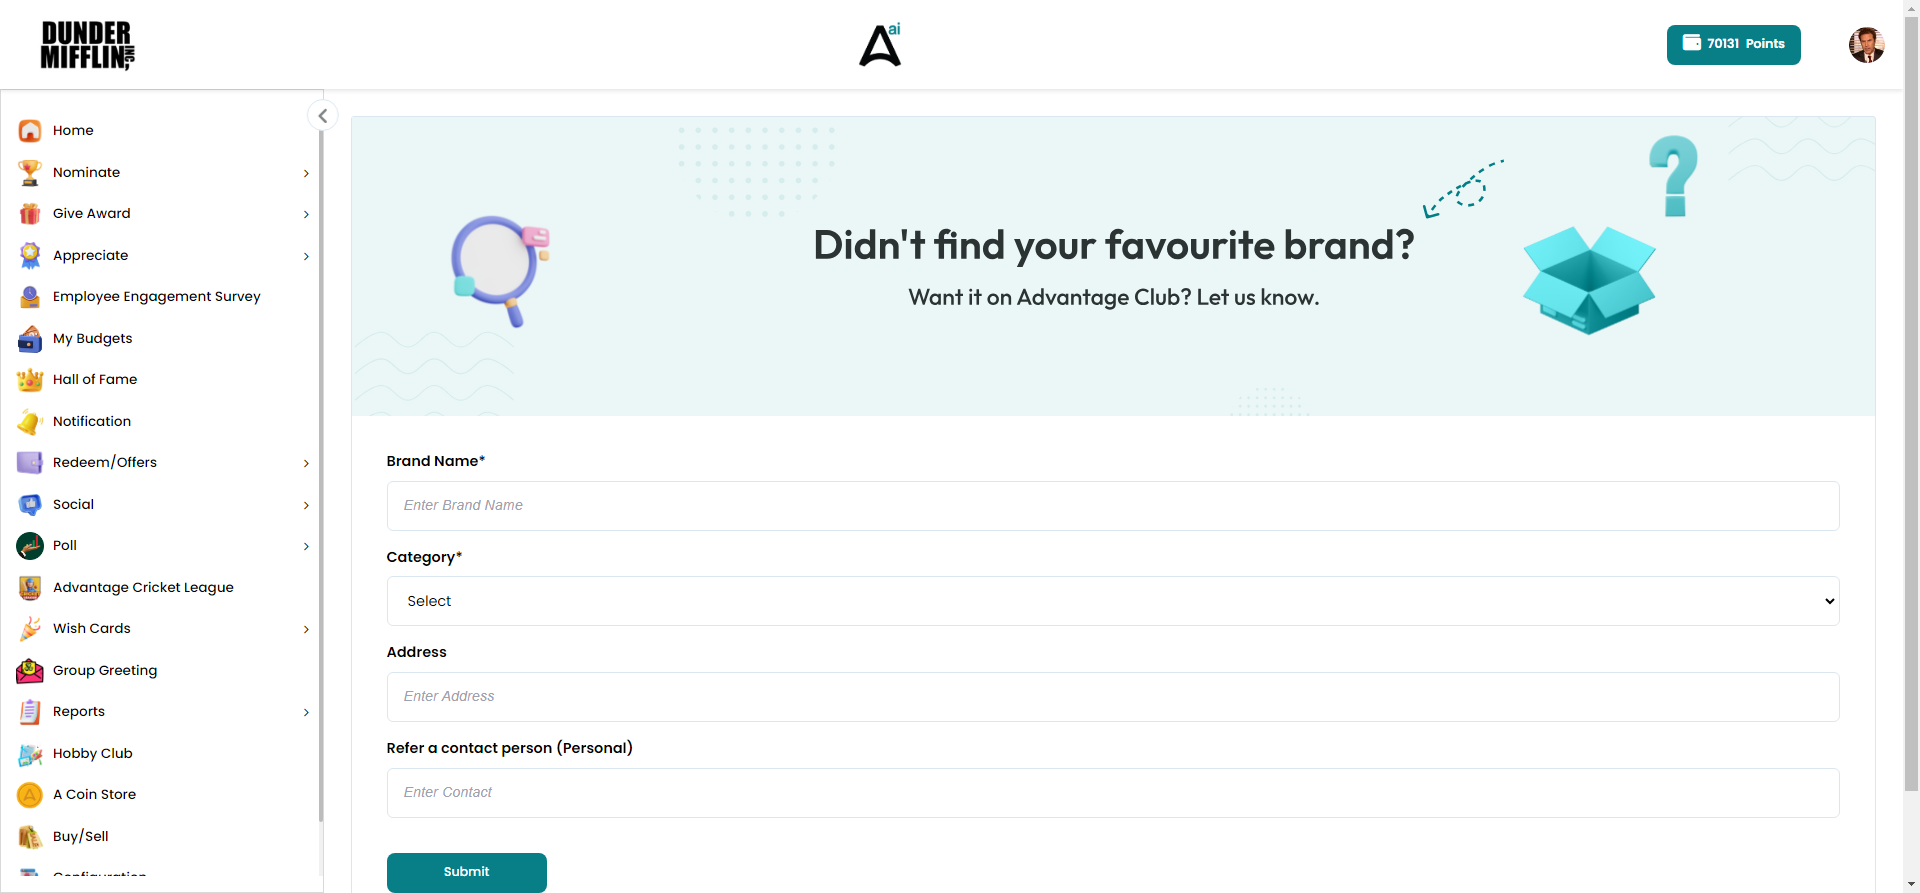 DUNDER
MIFFLIN, INC
ai
70131 Points
Home
Nominate
Give Award
Appreciate
Employee Engagement Survey
My Budgets
Hall of Fame
Notification
Redeem/Offers
Social
Poll
Advantage Cricket League
Wish Cards
Group Greeting
Reports
Hobby Club
A Coin Store
Buy/Sell
Configuration
Didn't find your favourite brand?
Want it on Advantage Club? Let us know.
Brand Name*
Enter Brand Name
Category*
Select
Address
Enter Address
Refer a contact person (Personal)
Enter Contact
Submit